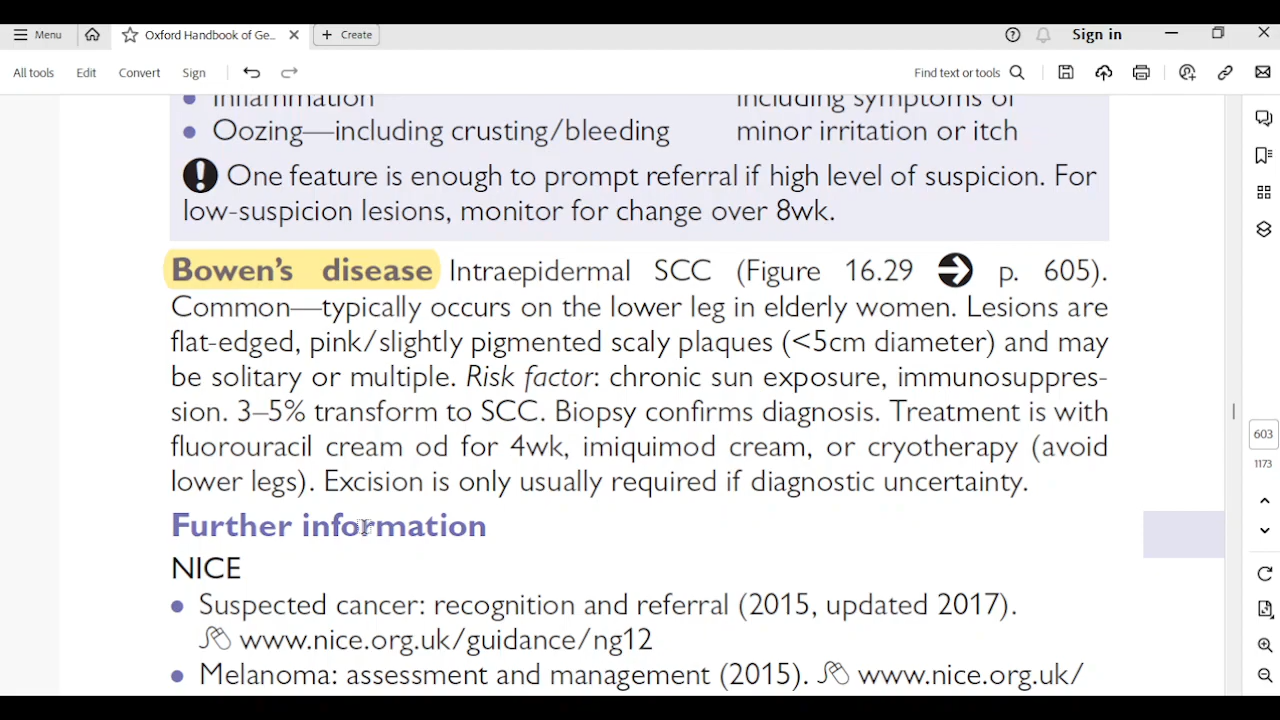 Menu
Oxford Handbook of Ge...
Create
Sign in
All tools Edit Convert Sign
Find text or tools
Inflammation including symptoms of
• Oozing—including crusting/bleeding minor irritation or itch
One feature is enough to prompt referral if high level of suspicion. For
low-suspicion lesions, monitor for change over 8wk.
Bowen's disease Intraepidermal SCC (Figure 16.29 ➔ p. 605).
Common—typically occurs on the lower leg in elderly women. Lesions are
flat-edged, pink/slightly pigmented scaly plaques (<5cm diameter) and may
be solitary or multiple. Risk factor: chronic sun exposure, immunosuppres-
sion. 3–5% transform to SCC. Biopsy confirms diagnosis. Treatment is with
fluorouracil cream od for 4wk, imiquimod cream, or cryotherapy (avoid
lower legs). Excision is only usually required if diagnostic uncertainty.
Further information
NICE
• Suspected cancer: recognition and referral (2015, updated 2017).
www.nice.org.uk/guidance/ng12
• Melanoma: assessment and management (2015). www.nice.org.uk/
603
1173